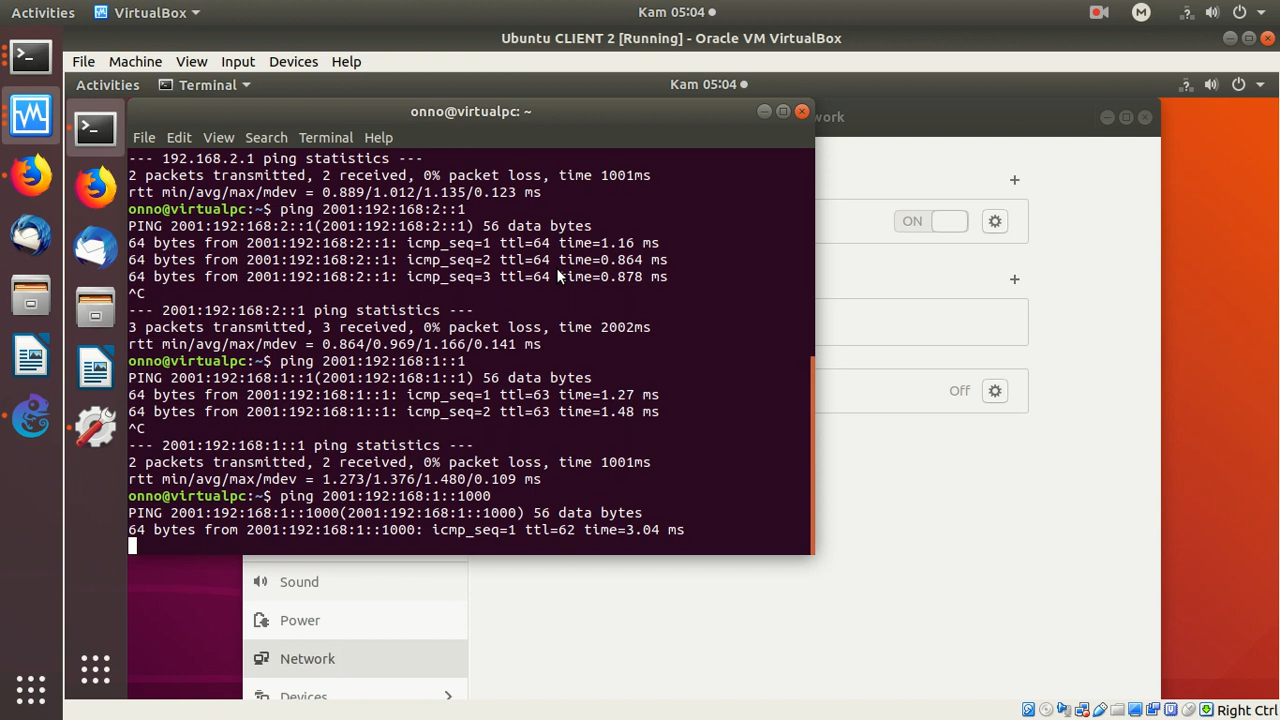 Activities VirtualBox Kam 05:04 M
Ubuntu CLIENT 2 [Running] - Oracle VM VirtualBox
File Machine View Input Devices Help
Activities Terminal Kam 05:04
onno@virtualpc: ~
File Edit View Search Terminal Help
--- 192.168.2.1 ping statistics ---
2 packets transmitted, 2 received, 0% packet loss, time 1001ms
rtt min/avg/max/mdev = 0.889/1.012/1.135/0.123 ms
onno@virtualpc:~$ ping 2001:192:168:2::1
PING 2001:192:168:2::1(2001:192:168:2::1) 56 data bytes
64 bytes from 2001:192:168:2::1: icmp_seq=1 ttl=64 time=1.16 ms
64 bytes from 2001:192:168:2::1: icmp_seq=2 ttl=64 time=0.864 ms
64 bytes from 2001:192:168:2::1: icmp_seq=3 ttl=64 time=0.878 ms
^C
--- 2001:192:168:2::1 ping statistics ---
3 packets transmitted, 3 received, 0% packet loss, time 2002ms
rtt min/avg/max/mdev = 0.864/0.969/1.166/0.141 ms
onno@virtualpc:~$ ping 2001:192:168:1::1
PING 2001:192:168:1::1(2001:192:168:1::1) 56 data bytes
64 bytes from 2001:192:168:1::1: icmp_seq=1 ttl=63 time=1.27 ms
64 bytes from 2001:192:168:1::1: icmp_seq=2 ttl=63 time=1.48 ms
^C
--- 2001:192:168:1::1 ping statistics ---
2 packets transmitted, 2 received, 0% packet loss, time 1001ms
rtt min/avg/max/mdev = 1.273/1.376/1.480/0.109 ms
onno@virtualpc:~$ ping 2001:192:168:1::1000
PING 2001:192:168:1::1000(2001:192:168:1::1000) 56 data bytes
64 bytes from 2001:192:168:1::1000: icmp_seq=1 ttl=62 time=3.04 ms
work
ON
Off
Sound
Power
Network
Devices
Right Ctrl